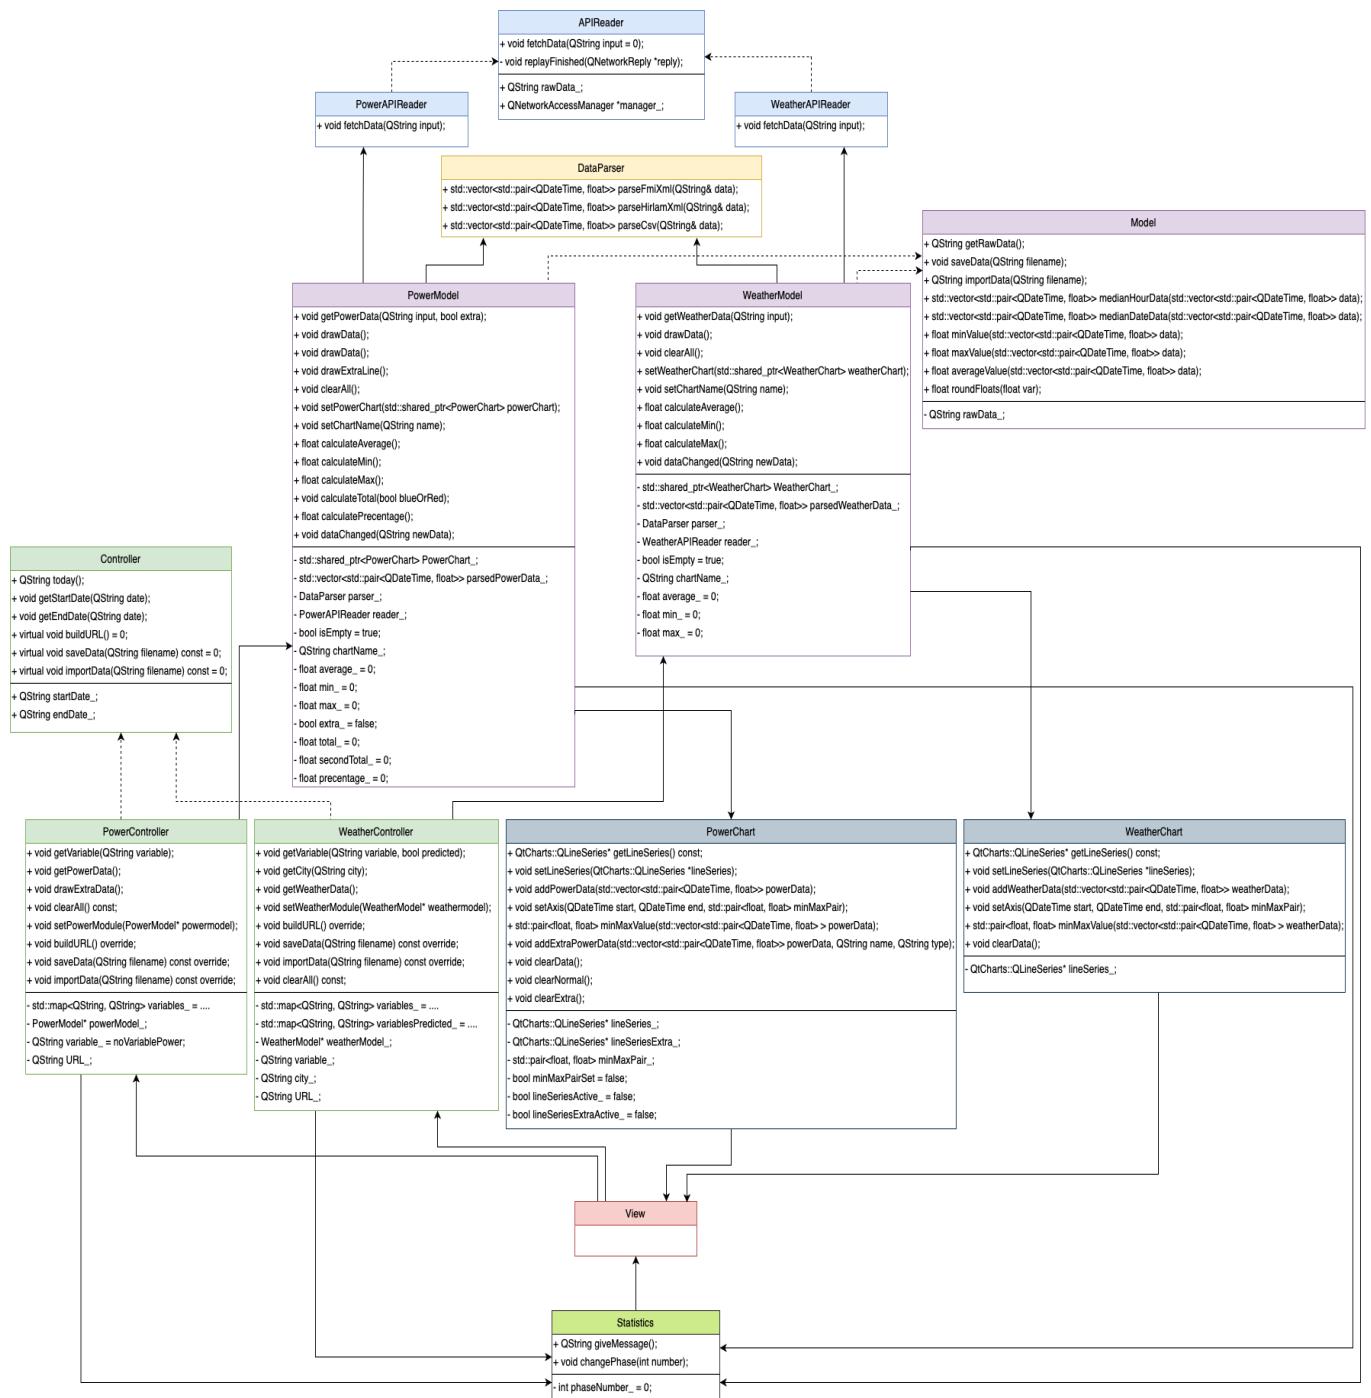 APIReader
+ void fetchData(QString input = 0);
- void replayFinished(QNetworkReply *reply);
+ QString rawData_;
+ QNetworkAccessManager *manager_;
PowerAPIReader
+ void fetchData(QString input);
WeatherAPIReader
+ void fetchData(QString input);
DataParser
+ std::vector<std::pair<QDateTime, float>> parseFmiXml(QString& data);
+ std::vector<std::pair<QDateTime, float>> parseHirlamXml(QString& data);
+ std::vector<std::pair<QDateTime, float>> parseCsv(QString& data);
Model
+ QString getRawData();
+ void saveData(QString filename);
+ QString importData(QString filename);
+ std::vector<std::pair<QDateTime, float>> medianHourData(std::vector<std::pair<QDateTime, float>> data);
+ std::vector<std::pair<QDateTime, float>> medianDateData(std::vector<std::pair<QDateTime, float>> data);
+ float minValue(std::vector<std::pair<QDateTime, float>> data);
+ float maxValue(std::vector<std::pair<QDateTime, float>> data);
+ float averageValue(std::vector<std::pair<QDateTime, float>> data);
+ float roundFloats(float var);
- QString rawData_;
PowerModel
+ void getPowerData(QString input, bool extra);
+ void drawData();
+ void drawData();
+ void drawExtraLine();
+ void clearAll();
+ void setPowerChart(std::shared_ptr<PowerChart> powerChart);
+ void setChartName(QString name);
+ float calculateAverage();
+ float calculateMin();
+ float calculateMax();
+ void calculateTotal(bool blueOrRed);
+ float calculatePrecentage();
+ void dataChanged(QString newData);
- std::shared_ptr<PowerChart> PowerChart_;
- std::vector<std::pair<QDateTime, float>> parsedPowerData_;
- DataParser parser_;
- PowerAPIReader reader_;
- bool isEmpty = true;
- QString chartName_;
- float average_ = 0;
- float min_ = 0;
- float max_ = 0;
- bool extra_ = false;
- float total_ = 0;
- float secondTotal_ = 0;
- float precentage_ = 0;
WeatherModel
+ void getWeatherData(QString input);
+ void drawData();
+ void clearAll();
+ setWeatherChart(std::shared_ptr<WeatherChart> weatherChart);
+ void setChartName(QString name);
+ float calculateAverage();
+ float calculateMin();
+ float calculateMax();
+ void dataChanged(QString newData);
- std::shared_ptr<WeatherChart> WeatherChart_;
- std::vector<std::pair<QDateTime, float>> parsedWeatherData_;
- DataParser parser_;
- WeatherAPIReader reader_;
- bool isEmpty = true;
- QString chartName_;
- float average_ = 0;
- float min_ = 0;
- float max_ = 0;
Controller
+ QString today();
+ void getStartDate(QString date);
+ void getEndDate(QString date);
+ virtual void buildURL() = 0;
+ virtual void saveData(QString filename) const = 0;
+ virtual void importData(QString filename) const = 0;
+ QString startDate_;
+ QString endDate_;
PowerController
+ void getVariable(QString variable);
+ void getPowerData();
+ void drawExtraData();
+ void clearAll() const;
+ void setPowerModule(PowerModel* powermodel);
+ void buildURL() override;
+ void saveData(QString filename) const override;
+ void importData(QString filename) const override;
- std::map<QString, QString> variables_ = ....
- PowerModel* powerModel_;
- QString variable_ = noVariablePower;
- QString URL_;
WeatherController
+ void getVariable(QString variable, bool predicted);
+ void getCity(QString city);
+ void getWeatherData();
+ void setWeatherModule(WeatherModel* weathermodel);
+ void buildURL() override;
+ void saveData(QString filename) const override;
+ void importData(QString filename) const override;
+ void clearAll() const;
- std::map<QString, QString> variables_ = ....
- std::map<QString, QString> variablesPredicted_ = ....
- WeatherModel* weatherModel_;
- QString variable_;
- QString city_;
- QString URL_;
PowerChart
+ QtCharts::QLineSeries* getLineSeries() const;
+ void setLineSeries(QtCharts::QLineSeries *lineSeries);
+ void addPowerData(std::vector<std::pair<QDateTime, float>> powerData);
+ void setAxis(QDateTime start, QDateTime end, std::pair<float, float> minMaxPair);
+ std::pair<float, float> minMaxValue(std::vector<std::pair<QDateTime, float> > powerData);
+ void addExtraPowerData(std::vector<std::pair<QDateTime, float>> powerData, QString name, QString type);
+ void clearData();
+ void clearNormal();
+ void clearExtra();
- QtCharts::QLineSeries* lineSeries_;
- QtCharts::QLineSeries* lineSeriesExtra_;
- std::pair<float, float> minMaxPair_;
- bool minMaxPairSet = false;
- bool lineSeriesActive_ = false;
- bool lineSeriesExtraActive_ = false;
WeatherChart
+ QtCharts::QLineSeries* getLineSeries() const;
+ void setLineSeries(QtCharts::QLineSeries *lineSeries);
+ void addWeatherData(std::vector<std::pair<QDateTime, float>> weatherData);
+ void setAxis(QDateTime start, QDateTime end, std::pair<float, float> minMaxPair);
+ std::pair<float, float> minMaxValue(std::vector<std::pair<QDateTime, float> > weatherData);
+ void clearData();
- QtCharts::QLineSeries* lineSeries_;
View
Statistics
+ QString giveMessage();
+ void changePhase(int number);
- int phaseNumber_ = 0;